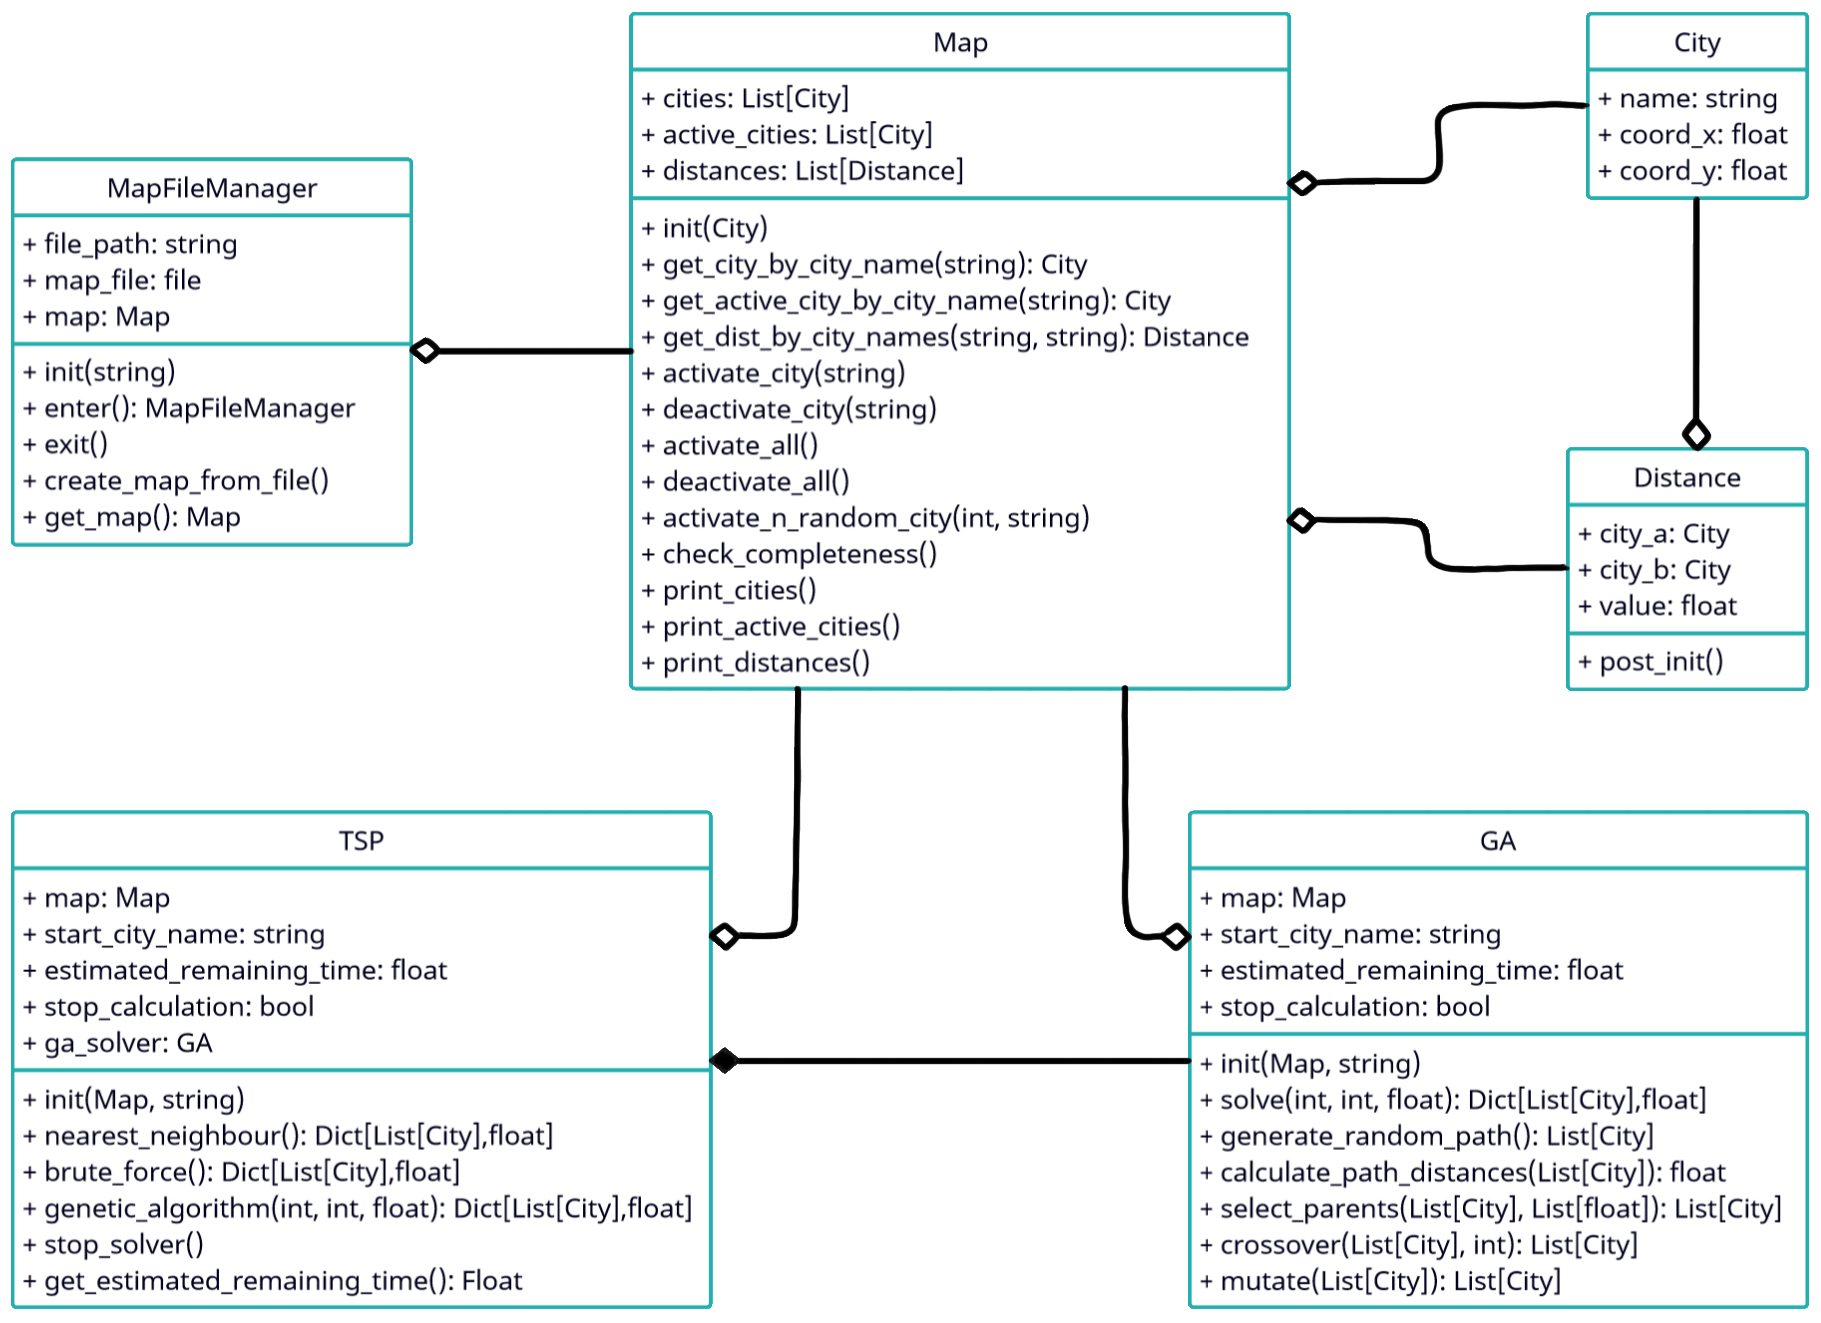 Map
+ cities: List[City]
+ active_cities: List[City]
+ distances: List[Distance]
+ init(City)
+ get_city_by_city_name(string): City
+ get_active_city_by_city_name(string): City
+ get_dist_by_city_names(string, string): Distance
+ activate_city(string)
+ deactivate_city(string)
+ activate_all()
+ deactivate_all()
+ activate_n_random_city(int, string)
+ check_completeness()
+ print_cities()
+ print_active_cities()
+ print_distances()
City
+ name: string
+ coord_x: float
+ coord_y: float
MapFileManager
+ file_path: string
+ map_file: file
+ map: Map
+ init(string)
+ enter(): MapFileManager
+ exit()
+ create_map_from_file()
+ get_map(): Map
Distance
+ city_a: City
+ city_b: City
+ value: float
+ post_init()
TSP
+ map: Map
+ start_city_name: string
+ estimated_remaining_time: float
+ stop_calculation: bool
+ ga_solver: GA
+ init(Map, string)
+ nearest_neighbour(): Dict[List[City],float]
+ brute_force(): Dict[List[City],float]
+ genetic_algorithm(int, int, float): Dict[List[City],float]
+ stop_solver()
+ get_estimated_remaining_time(): Float
GA
+ map: Map
+ start_city_name: string
+ estimated_remaining_time: float
+ stop_calculation: bool
+ init(Map, string)
+ solve(int, int, float): Dict[List[City],float]
+ generate_random_path(): List[City]
+ calculate_path_distances(List[City]): float
+ select_parents(List[City], List[float]): List[City]
+ crossover(List[City], int): List[City]
+ mutate(List[City]): List[City]